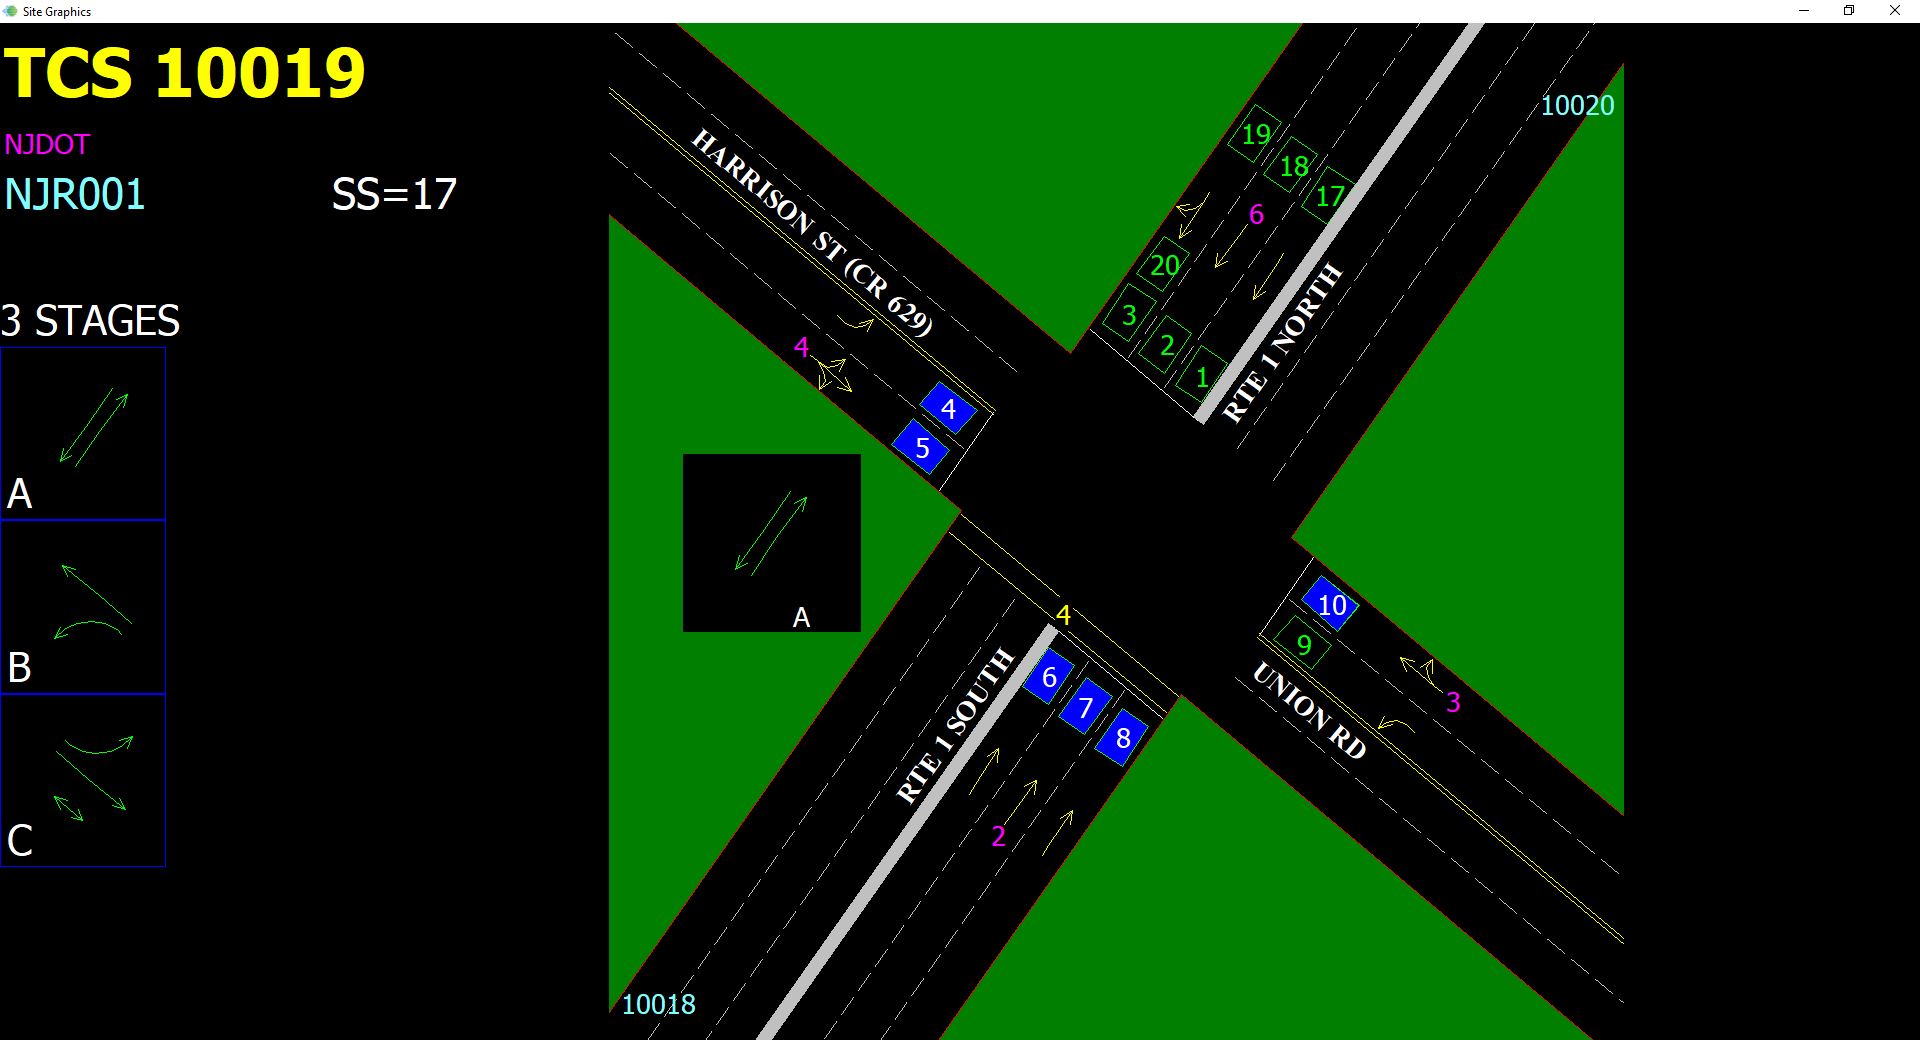 Site Graphics
TCS 10019
NJDOT
NJR001
SS=17
3 STAGES
A
B
C
HARRISON ST (CR 629)
10020
19
18
17
6
20
3
2
1
RTE 1 NORTH
4
4
5
A
10
9
3
UNION RD
4
6
7
8
RTE 1 SOUTH
2
10018